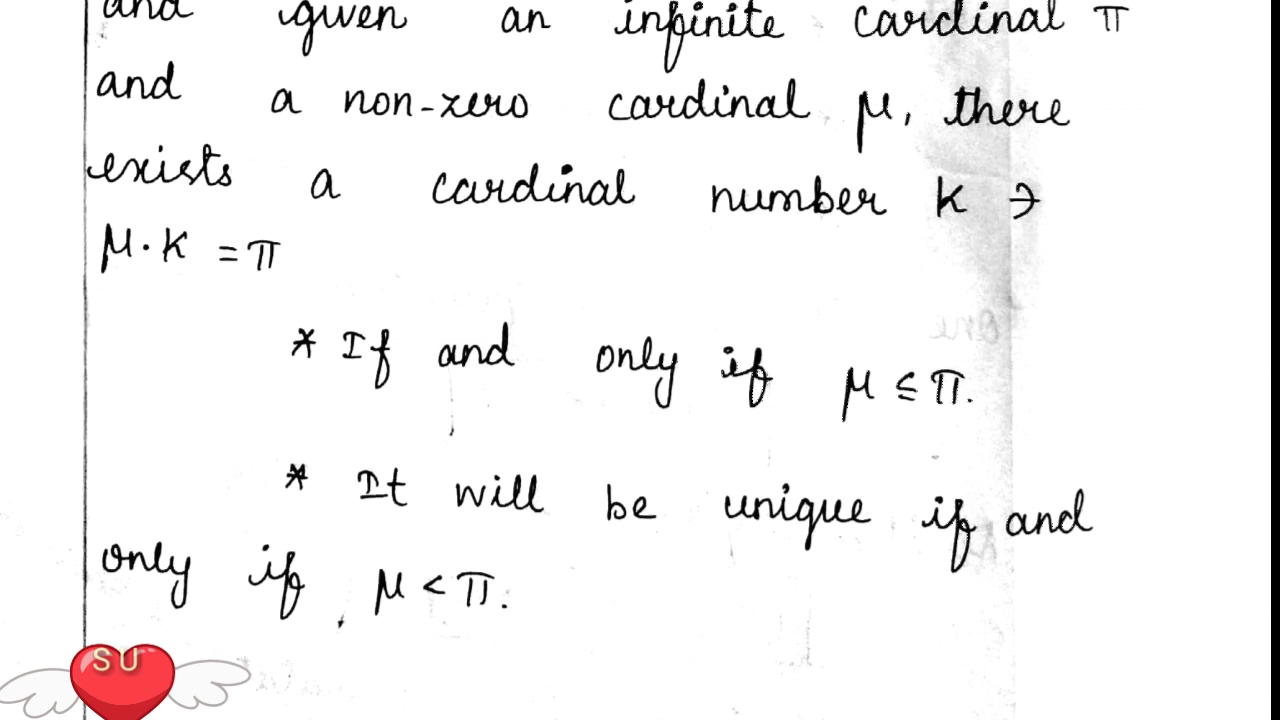 and given an infinite cardinal π
and a non-zero cardinal μ, there
exists a cardinal number K ∋
μ·K = π
* If and only if μ ≤ π.
* It will be unique if and
only if μ < π.
SU